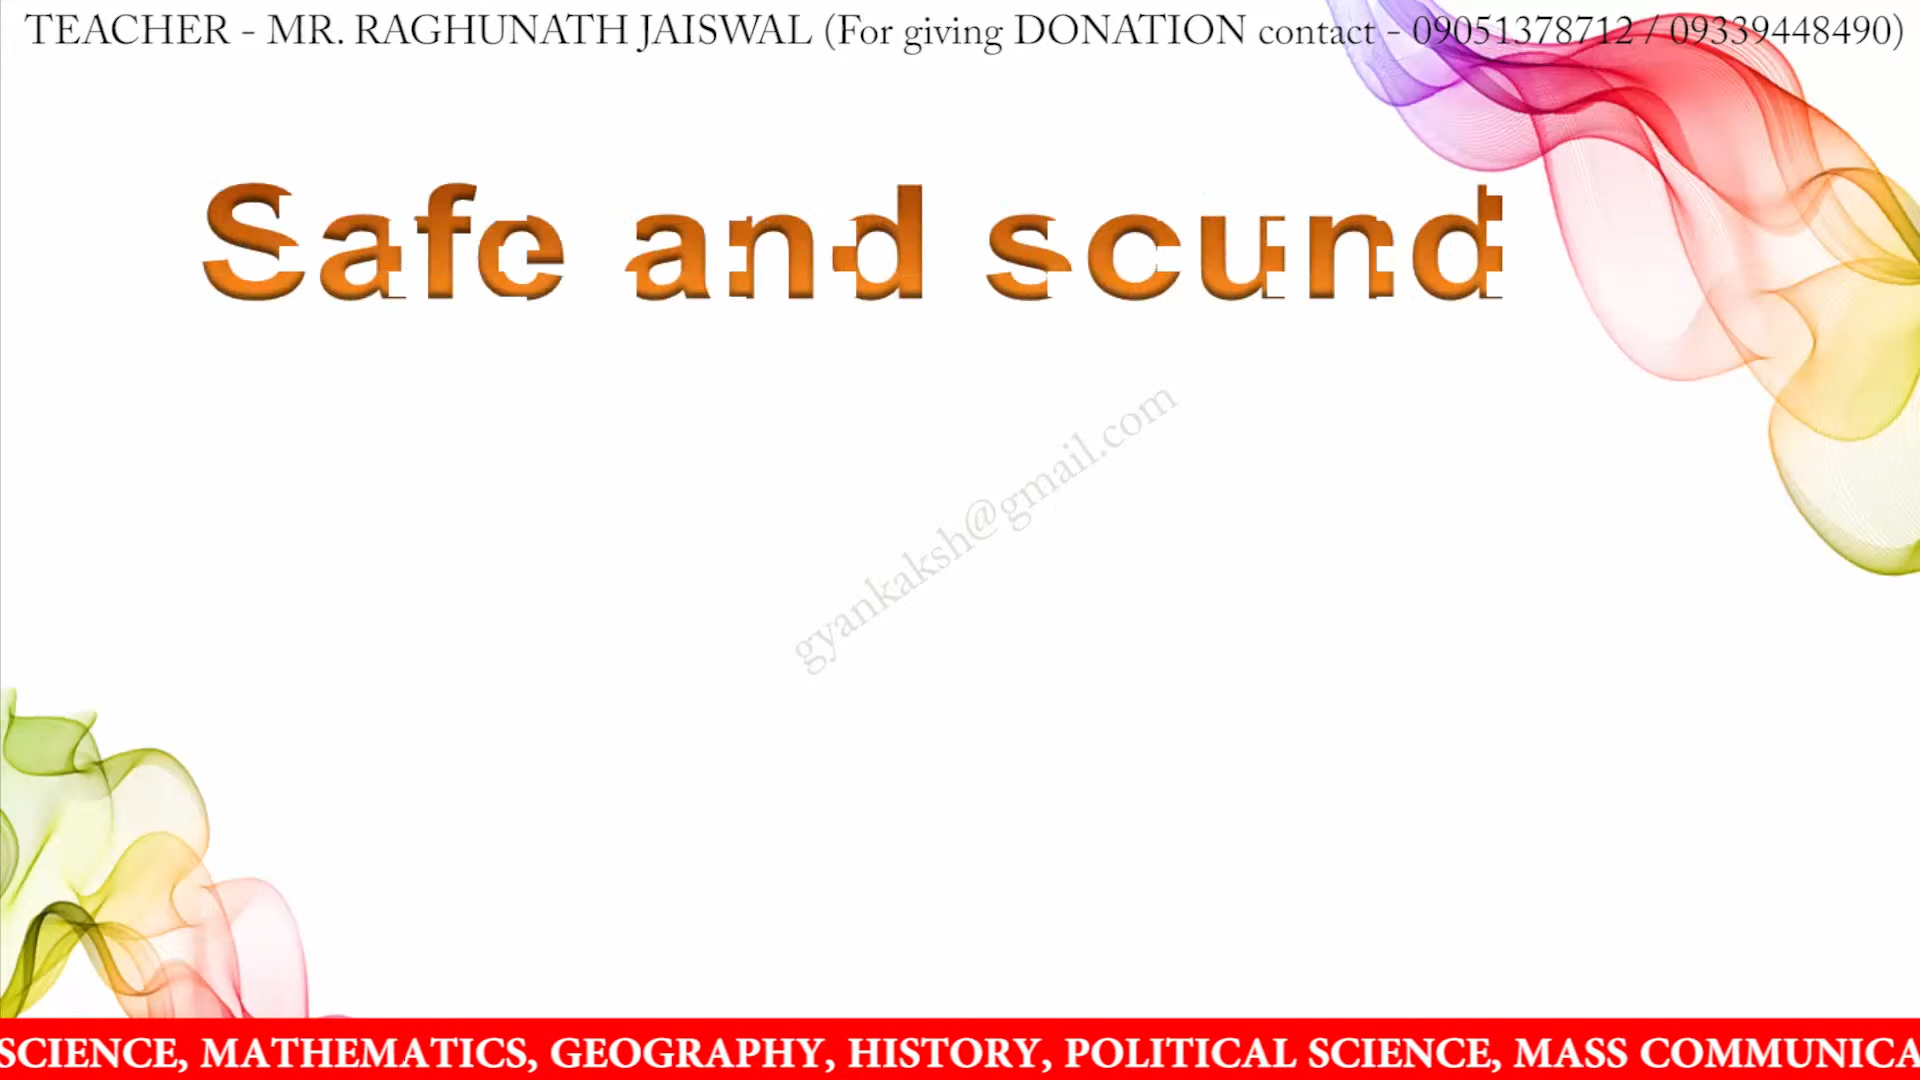 TEACHER - MR. RAGHUNATH JAISWAL (For giving DONATION contact - 09051378712 / 09339448490)
Safe and sound
gyankaksh@gmail.com
SCIENCE, MATHEMATICS, GEOGRAPHY, HISTORY, POLITICAL SCIENCE, MASS COMMUNICA